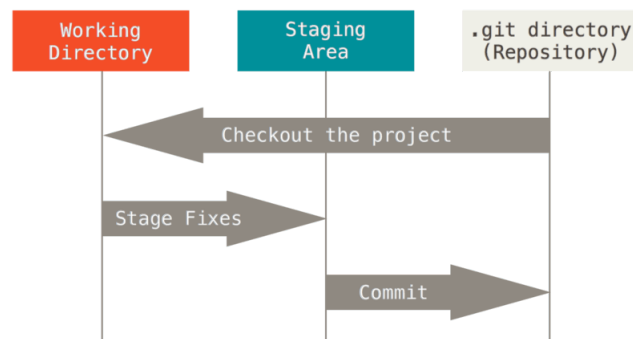 Working
Directory
Staging
Area
.git directory
(Repository)
Checkout the project
Stage Fixes
Commit